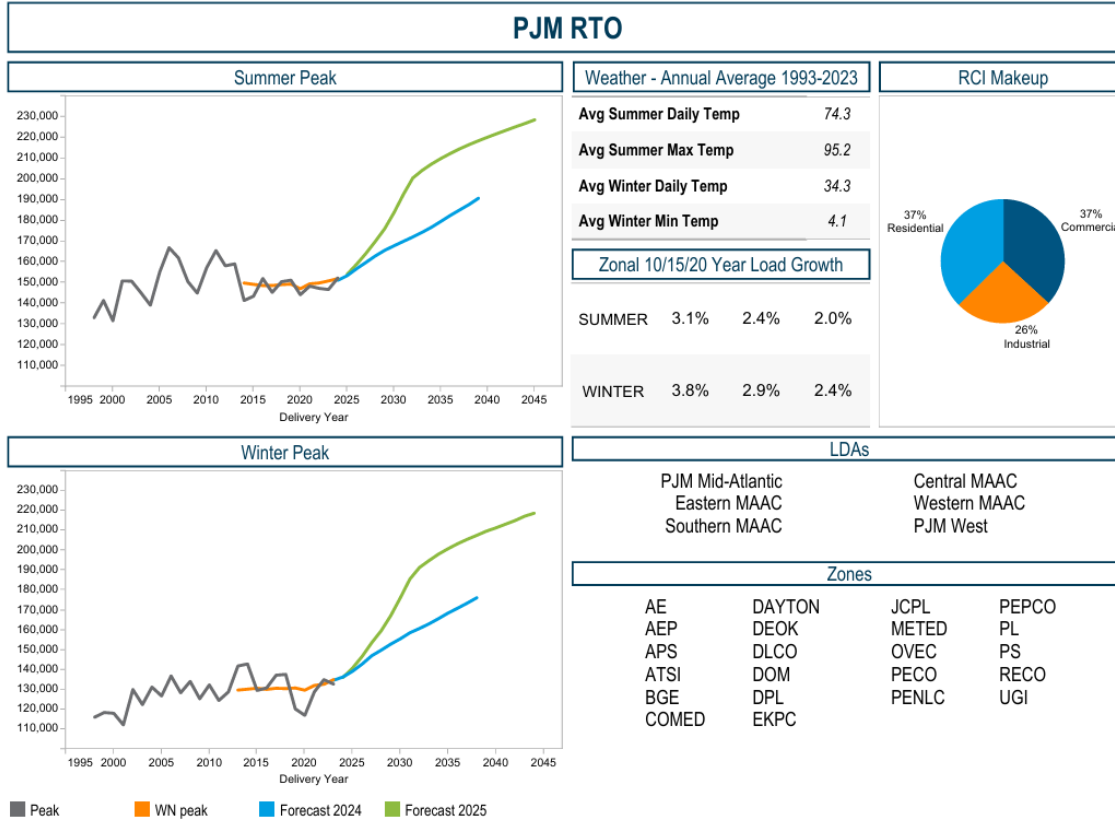 PJM RTO
Summer Peak
230,000
220,000
210,000
200,000
190,000
180,000
170,000
160,000
150,000
140,000
130,000
120,000
110,000
1995 2000 2005 2010 2015 2020 2025 2030 2035 2040 2045
Delivery Year
Weather - Annual Average 1993-2023
Avg Summer Daily Temp 74.3
Avg Summer Max Temp 95.2
Avg Winter Daily Temp 34.3
Avg Winter Min Temp 4.1
Zonal 10/15/20 Year Load Growth
SUMMER 3.1% 2.4% 2.0%
WINTER 3.8% 2.9% 2.4%
RCI Makeup
37%
Residential
37%
Commercia
26%
Industrial
Winter Peak
230,000
220,000
210,000
200,000
190,000
180,000
170,000
160,000
150,000
140,000
130,000
120,000
110,000
1995 2000 2005 2010 2015 2020 2025 2030 2035 2040 2045
Delivery Year
LDAs
PJM Mid-Atlantic Central MAAC
Eastern MAAC Western MAAC
Southern MAAC PJM West
Zones
AE DAYTON JCPL PEPCO
AEP DEOK METED PL
APS DLCO OVEC PS
ATSI DOM PECO RECO
BGE DPL PENLC UGI
COMED EKPC
Peak WN peak Forecast 2024 Forecast 2025